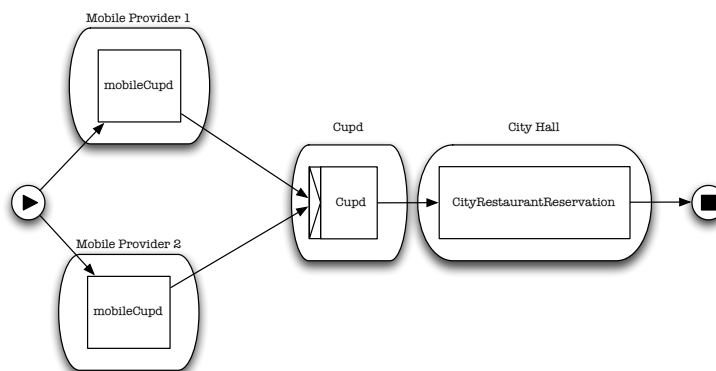 Mobile Provider 1
mobileCupd
Cupd
City Hall
Cupd
CityRestaurantReservation
Mobile Provider 2
mobileCupd